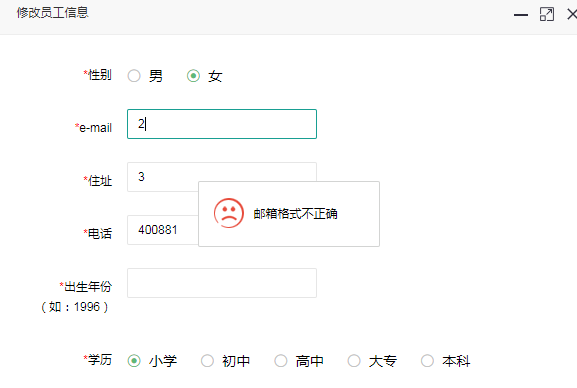 修改员工信息
*性别 男 女
*e-mail 2
*住址 3
邮箱格式不正确
*电话 400881
*出生年份
（如：1996）
*学历 小学 初中 高中 大专 本科